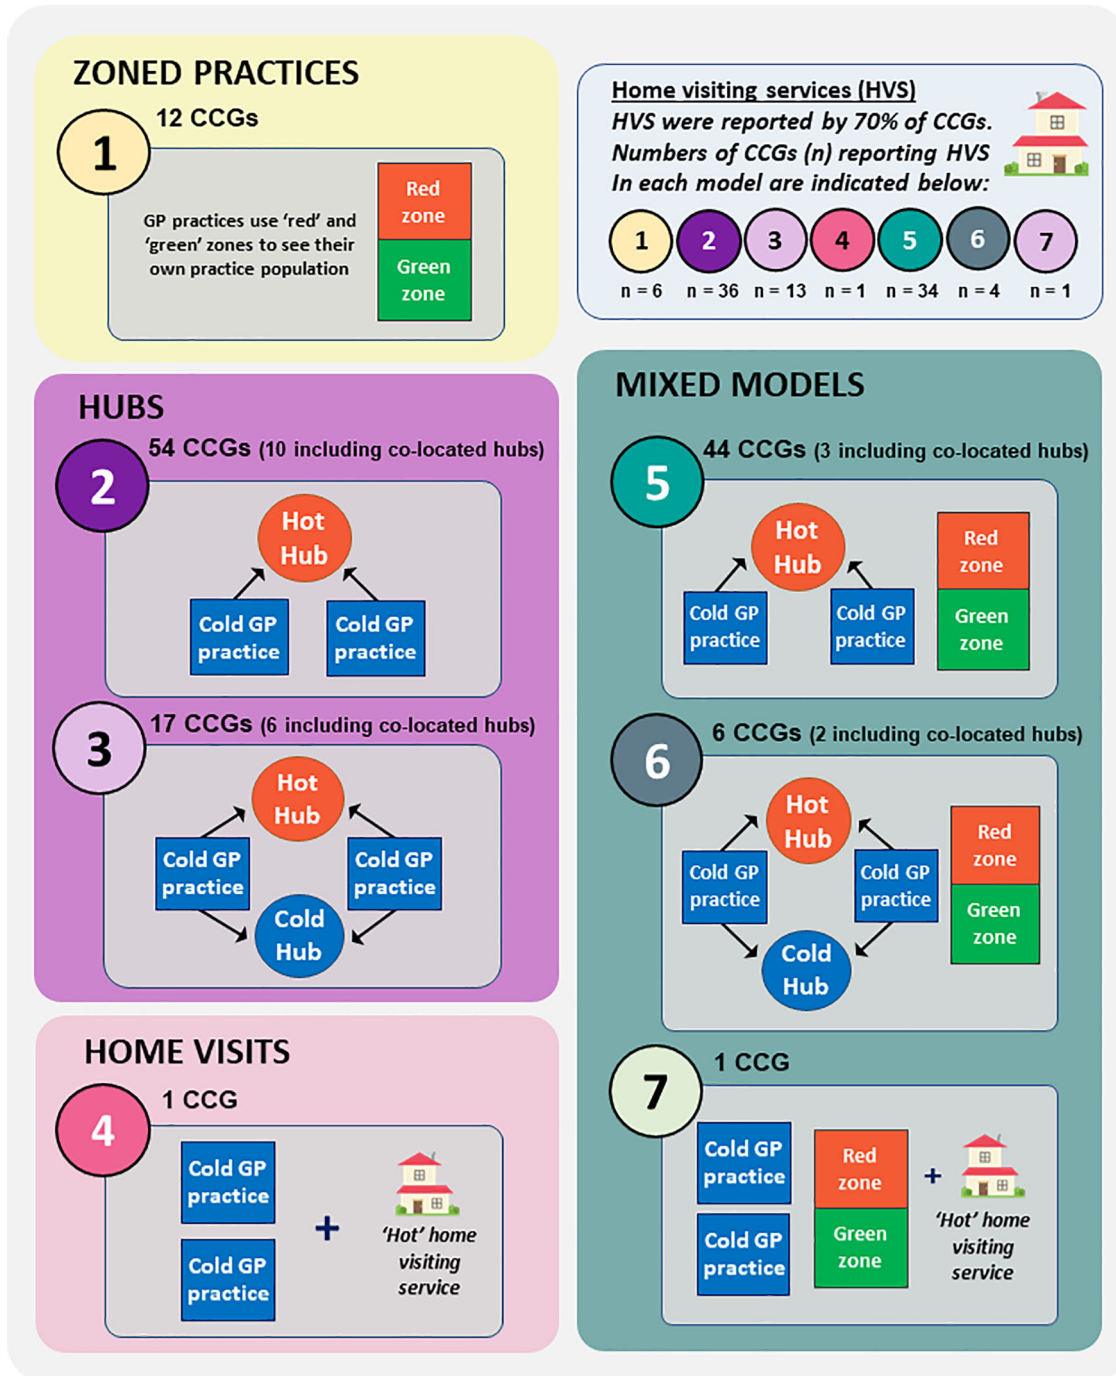 ZONED PRACTICES
12 CCGs
1
GP practices use ‘red’ and
‘green’ zones to see their
own practice population
Red
zone
Green
zone
Home visiting services (HVS)
HVS were reported by 70% of CCGs.
Numbers of CCGs (n) reporting HVS
In each model are indicated below:
1 2 3 4 5 6 7
n = 6 n = 36 n = 13 n = 1 n = 34 n = 4 n = 1
HUBS
54 CCGs (10 including co-located hubs)
2
Hot
Hub
Cold GP
practice
Cold GP
practice
17 CCGs (6 including co-located hubs)
3
Hot
Hub
Cold GP
practice
Cold GP
practice
Cold
Hub
HOME VISITS
1 CCG
4
Cold GP
practice
Cold GP
practice
+
‘Hot’ home
visiting
service
MIXED MODELS
44 CCGs (3 including co-located hubs)
5
Hot
Hub
Cold GP
practice
Cold GP
practice
Red
zone
Green
zone
6 CCGs (2 including co-located hubs)
6
Hot
Hub
Cold GP
practice
Cold GP
practice
Cold
Hub
Red
zone
Green
zone
1 CCG
7
Cold GP
practice
Cold GP
practice
Red
zone
Green
zone
+
‘Hot’ home
visiting
service